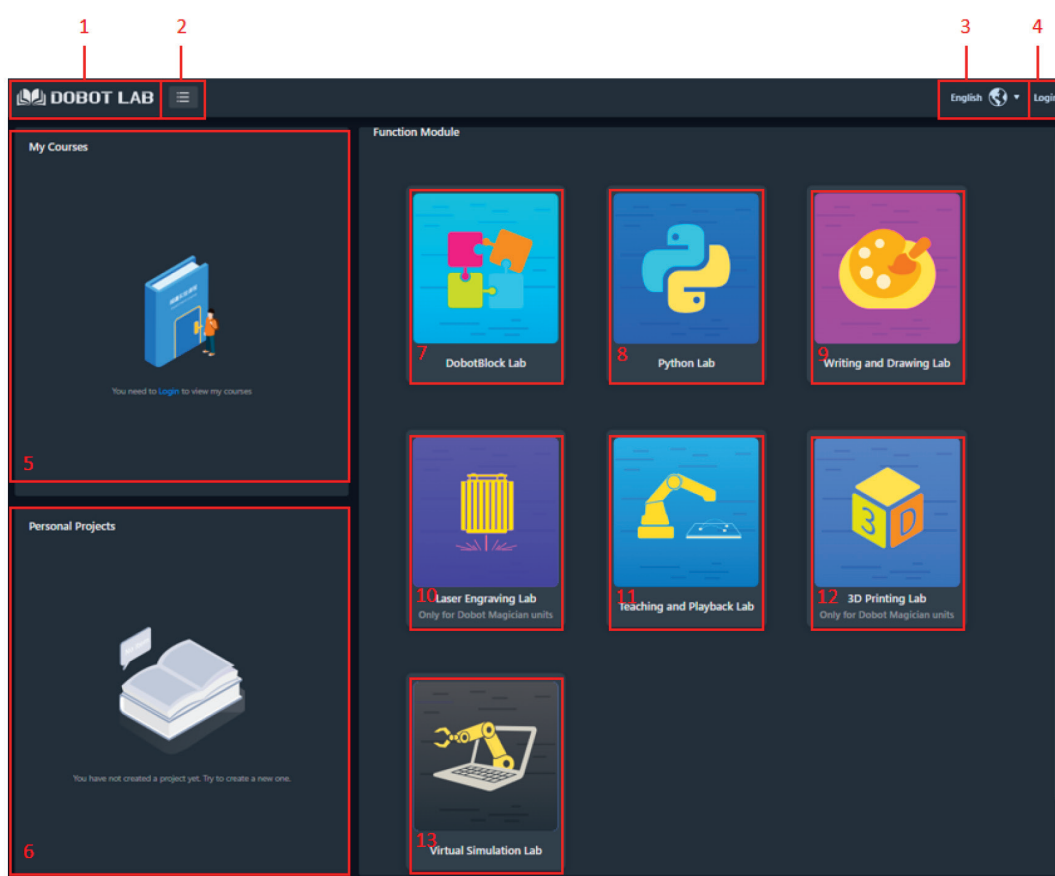 1 2 3 4
DOBOT LAB English Login
My Courses
You need to Login to view my courses
5
Personal Projects
You have not created a project yet. Try to create a new one.
6
Function Module
7 DobotBlock Lab
8 Python Lab
9 Writing and Drawing Lab
10 Laser Engraving Lab
Only for Dobot Magician units
11 Teaching and Playback Lab
12 3D Printing Lab
Only for Dobot Magician units
3D
13 Virtual Simulation Lab